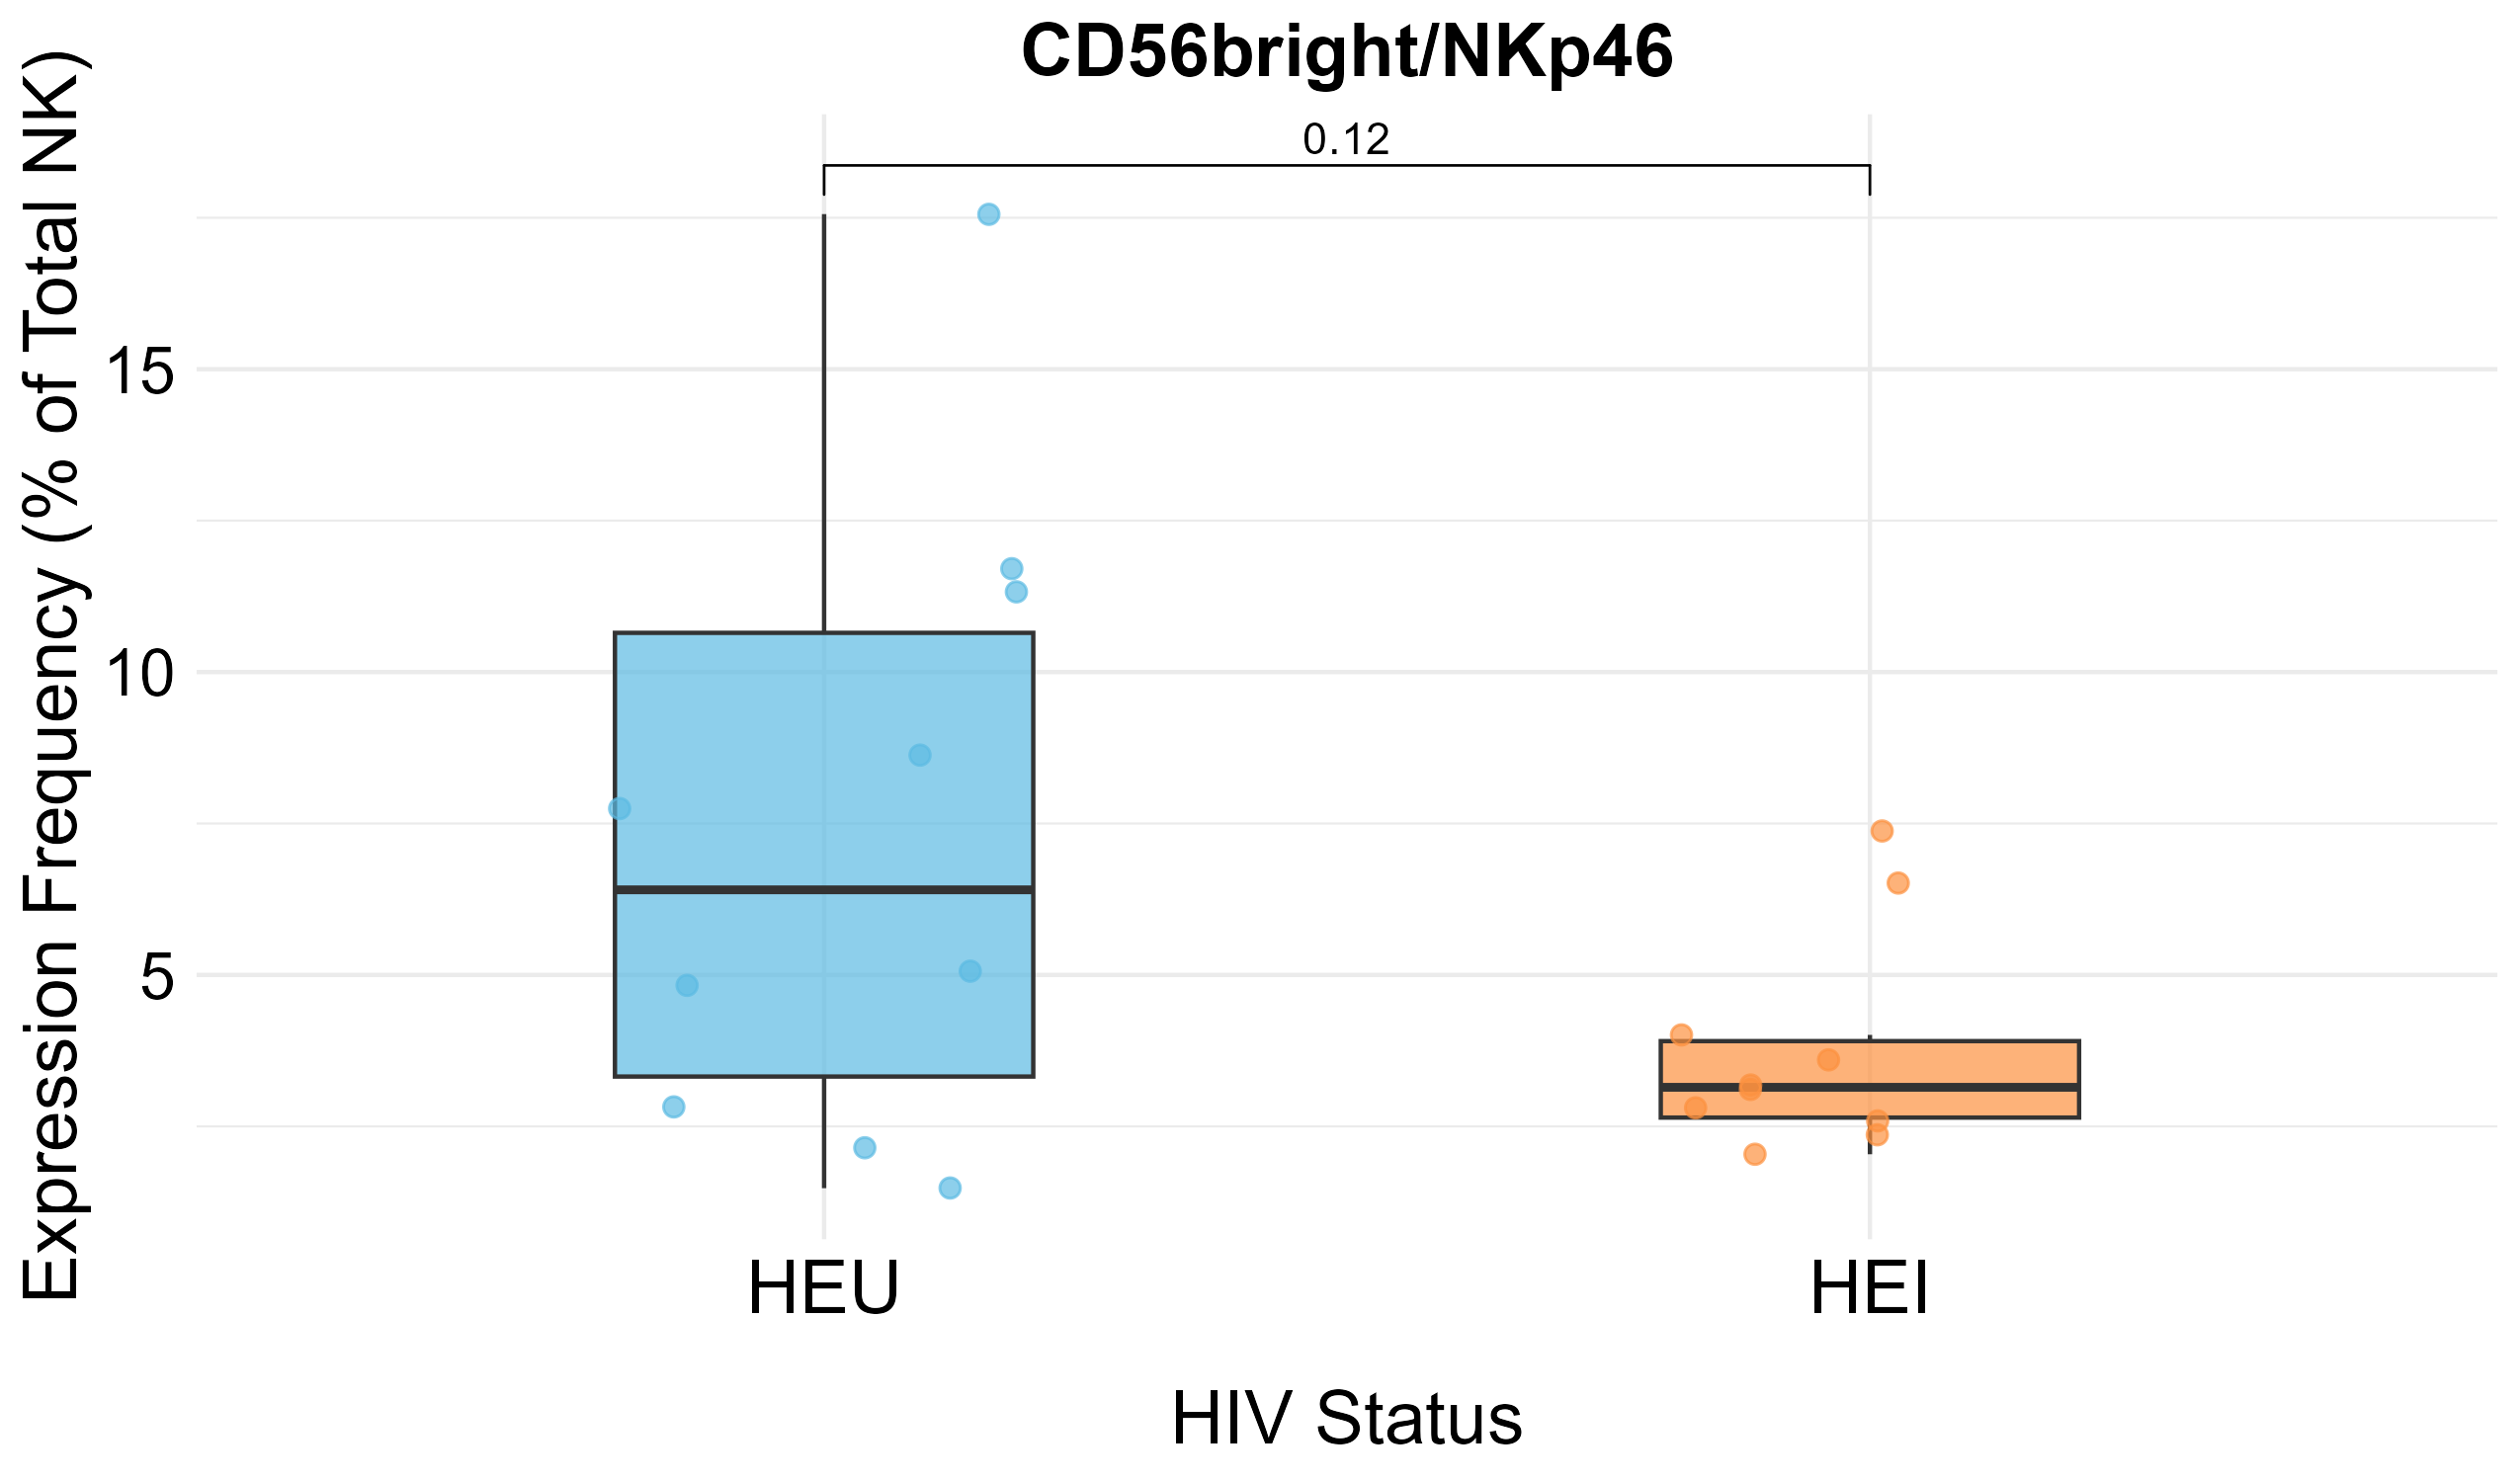 CD56bright/NKp46
0.12
Expression Frequency (% of Total NK)
15
10
5
HEU
HEI
HIV Status